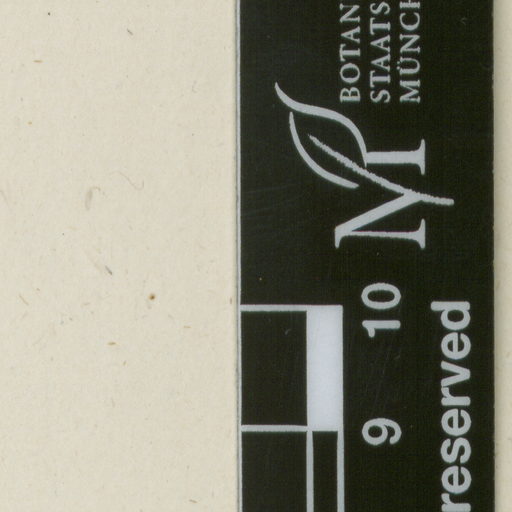 BOTAN
STAATS
MÜNCH
9 10
reserved